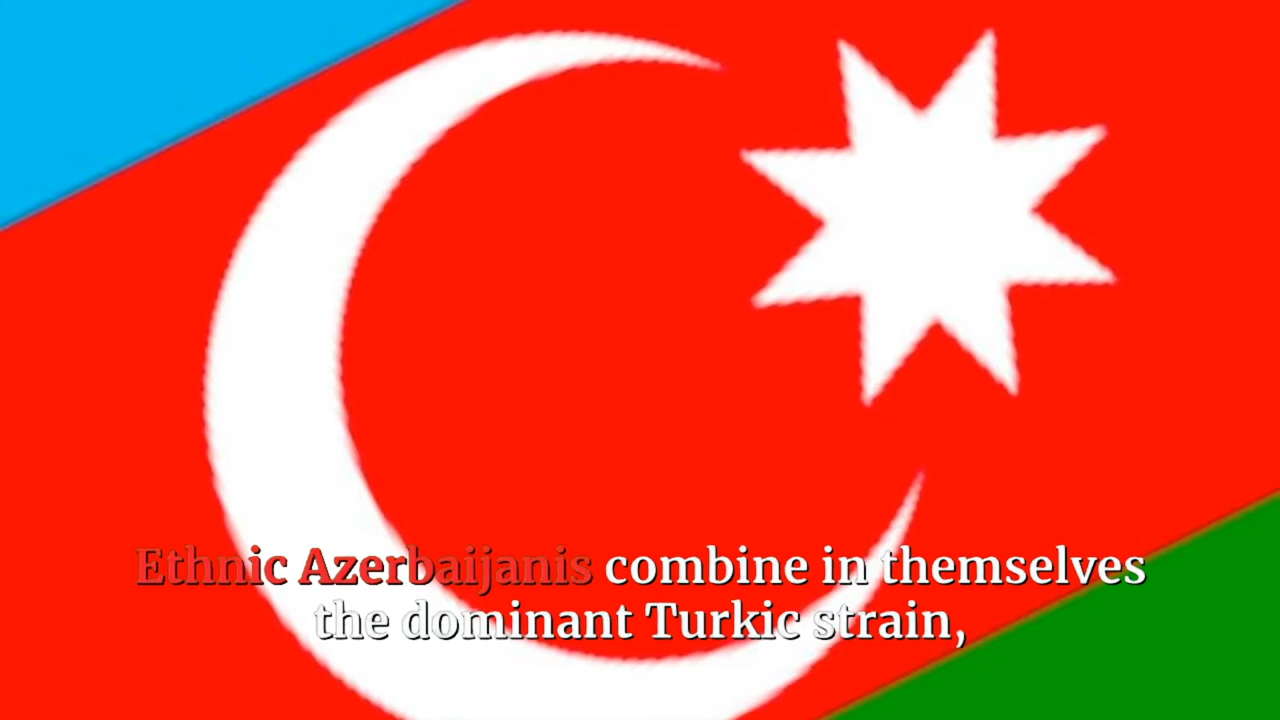 Ethnic Azerbaijanis combine in themselves
the dominant Turkic strain,